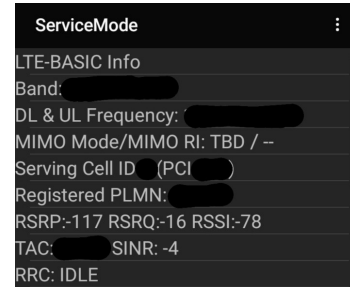 ServiceMode
LTE-BASIC Info
Band:
DL & UL Frequency:
MIMO Mode/MIMO RI: TBD / --
Serving Cell ID (PCI )
Registered PLMN:
RSRP:-117 RSRQ:-16 RSSI:-78
TAC: SINR: -4
RRC: IDLE